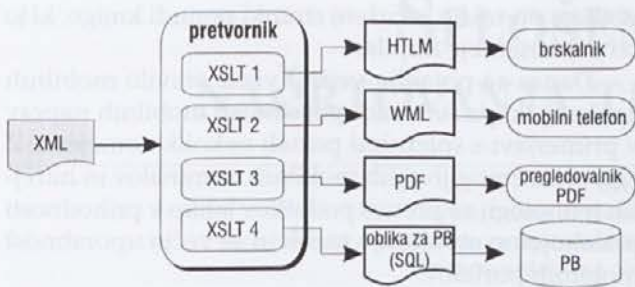 pretvornik
XML
XSLT 1
XSLT 2
XSLT 3
XSLT 4
HTLM
WML
PDF
oblika za PB
(SQL)
brskalnik
mobilni telefon
pregledovalnik
PDF
PB